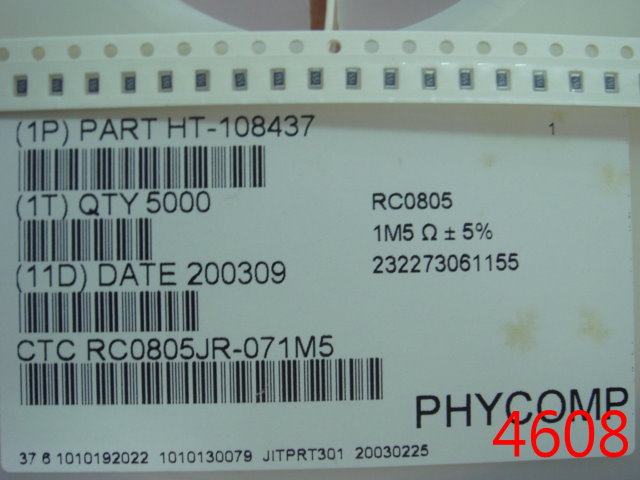 (1P) PART HT-108437
1
(1T) QTY 5000
RC0805
1M5 Ω ± 5%
(11D) DATE 200309
232273061155
CTC RC0805JR-071M5
PHYCOMP
4608
37 6 1010192022 1010130079 JITPRT301 20030225